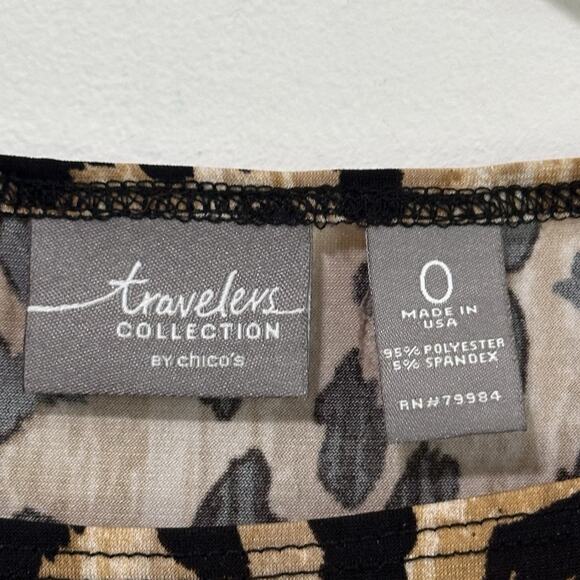 travelers
COLLECTION
BY chico's
0
MADE IN
USA
95% POLYESTER
5% SPANDEX
RN#79984